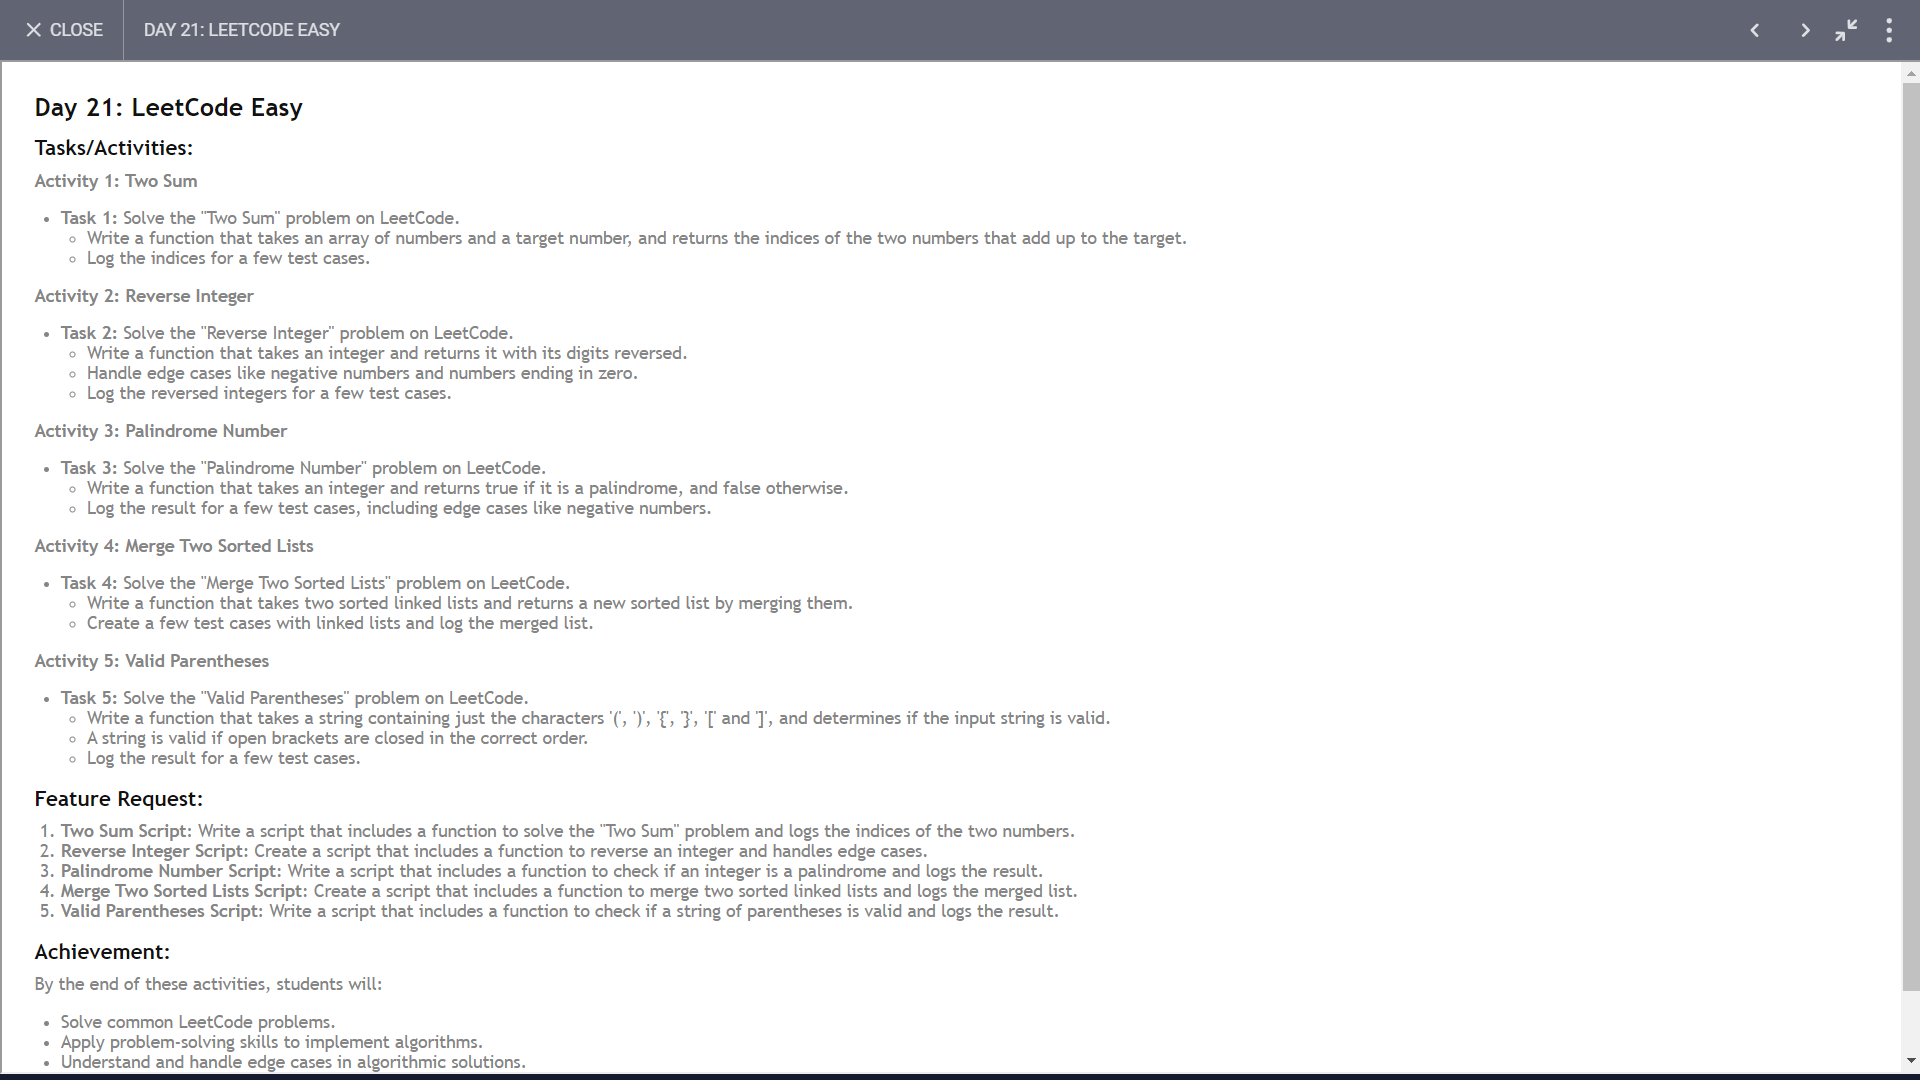 CLOSE
DAY 21: LEETCODE EASY
Day 21: LeetCode Easy
Tasks/Activities:
Activity 1: Two Sum
Task 1: Solve the "Two Sum" problem on LeetCode.
Write a function that takes an array of numbers and a target number, and returns the indices of the two numbers that add up to the target.
Log the indices for a few test cases.
Activity 2: Reverse Integer
Task 2: Solve the "Reverse Integer" problem on LeetCode.
Write a function that takes an integer and returns it with its digits reversed.
Handle edge cases like negative numbers and numbers ending in zero.
Log the reversed integers for a few test cases.
Activity 3: Palindrome Number
Task 3: Solve the "Palindrome Number" problem on LeetCode.
Write a function that takes an integer and returns true if it is a palindrome, and false otherwise.
Log the result for a few test cases, including edge cases like negative numbers.
Activity 4: Merge Two Sorted Lists
Task 4: Solve the "Merge Two Sorted Lists" problem on LeetCode.
Write a function that takes two sorted linked lists and returns a new sorted list by merging them.
Create a few test cases with linked lists and log the merged list.
Activity 5: Valid Parentheses
Task 5: Solve the "Valid Parentheses" problem on LeetCode.
Write a function that takes a string containing just the characters '(', ')', '{', '}', '[' and ']', and determines if the input string is valid.
A string is valid if open brackets are closed in the correct order.
Log the result for a few test cases.
Feature Request:
1. Two Sum Script: Write a script that includes a function to solve the "Two Sum" problem and logs the indices of the two numbers.
2. Reverse Integer Script: Create a script that includes a function to reverse an integer and handles edge cases.
3. Palindrome Number Script: Write a script that includes a function to check if an integer is a palindrome and logs the result.
4. Merge Two Sorted Lists Script: Create a script that includes a function to merge two sorted linked lists and logs the merged list.
5. Valid Parentheses Script: Write a script that includes a function to check if a string of parentheses is valid and logs the result.
Achievement:
By the end of these activities, students will:
Solve common LeetCode problems.
Apply problem-solving skills to implement algorithms.
Understand and handle edge cases in algorithmic solutions.